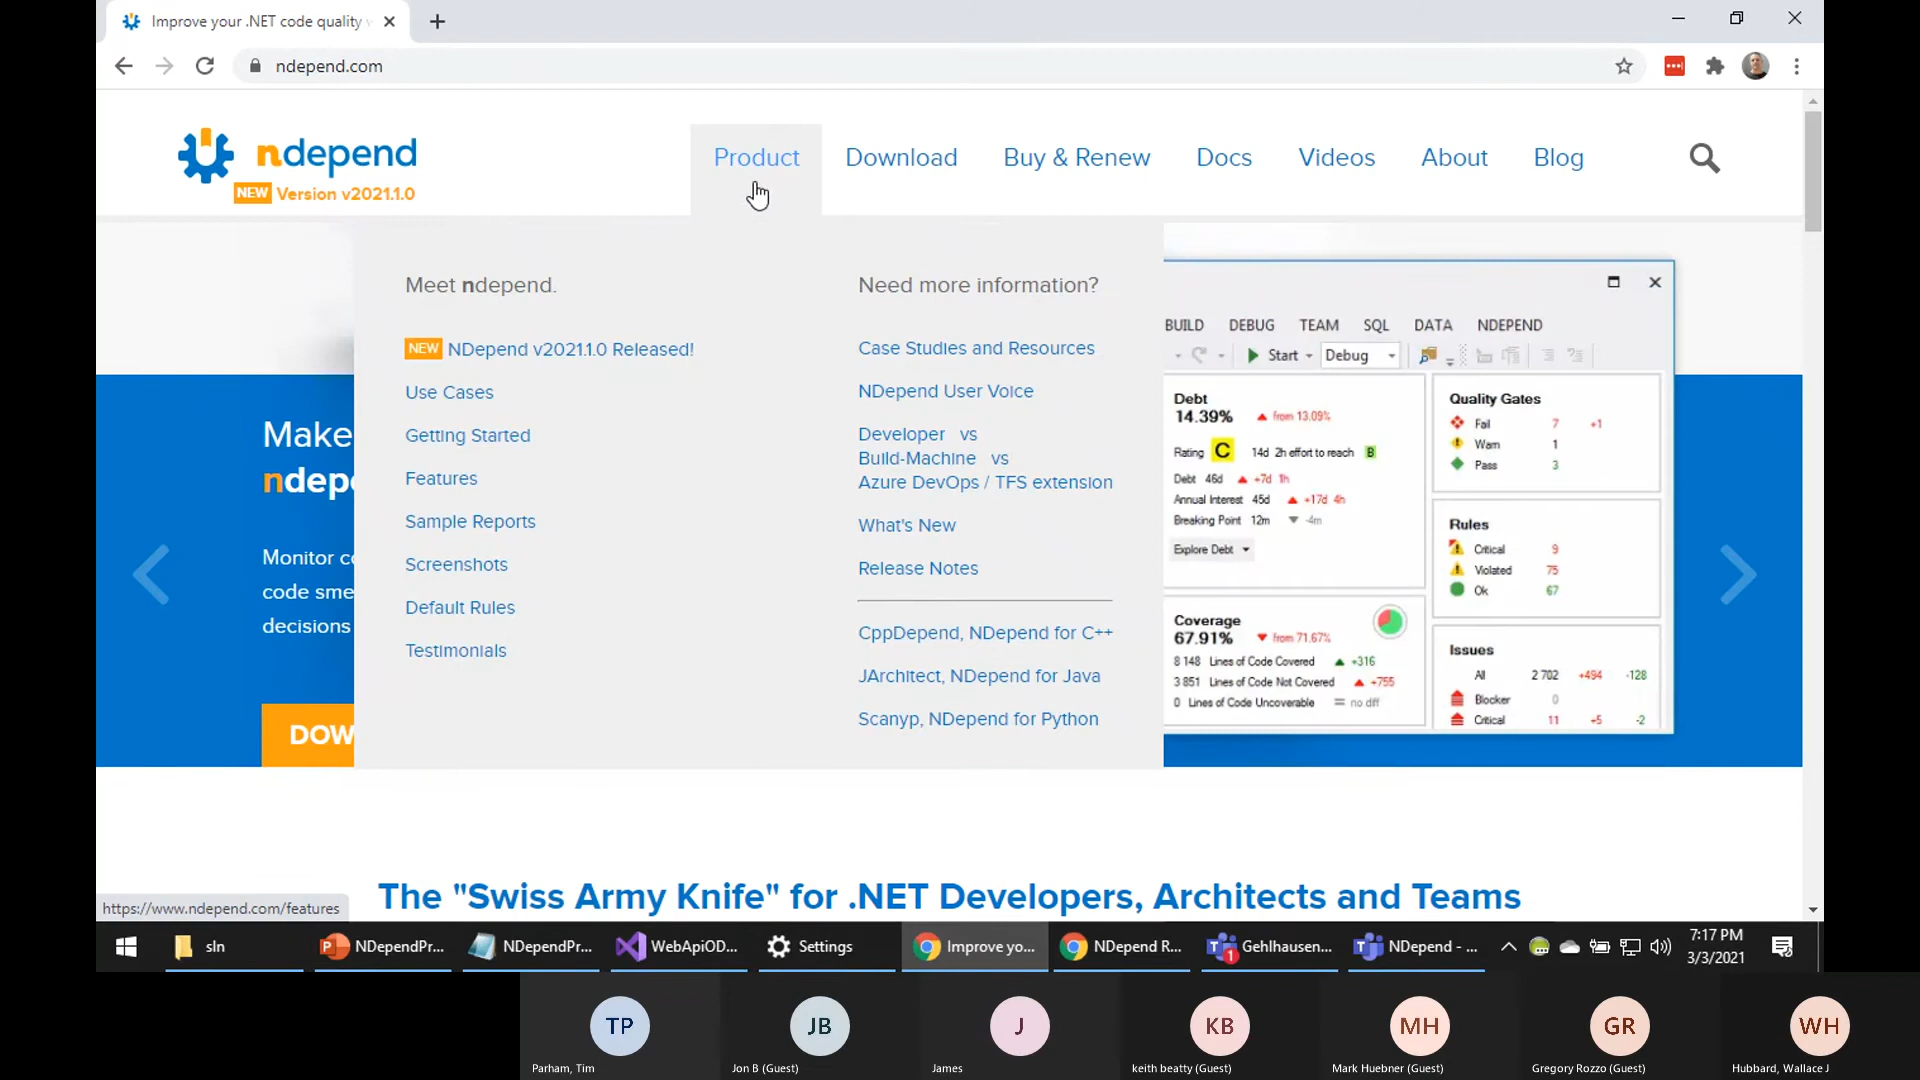 Improve your .NET code quality w
ndepend.com
ndepend
NEW Version v2021.1.0
Product
Download
Buy & Renew
Docs
Videos
About
Blog
Meet ndepend.
NEW NDepend v2021.1.0 Released!
Use Cases
Getting Started
Features
Sample Reports
Screenshots
Default Rules
Testimonials
Need more information?
Case Studies and Resources
NDepend User Voice
Developer vs
Build-Machine vs
Azure DevOps / TFS extension
What's New
Release Notes
CppDepend, NDepend for C++
JArchitect, NDepend for Java
Scanyp, NDepend for Python
Make
ndep
Monitor co
code sme
decisions
DOW
BUILD DEBUG TEAM SQL DATA NDEPEND
Start Debug
Debt
14.39% from 13.09%
Rating C 14d 2h effort to reach B
Debt 46d +7d 1h
Annual Interest 45d +17d 4h
Breaking Point 12m -4m
Explore Debt
Coverage
67.91% from 71.67%
8 148 Lines of Code Covered +316
3 851 Lines of Code Not Covered +755
0 Lines of Code Uncoverable = no diff
Quality Gates
Fail 7 +1
Warn 1
Pass 3
Rules
Critical 9
Violated 75
Ok 67
Issues
All 2 702 +494 -128
Blocker 0
Critical 11 +5 -2
The "Swiss Army Knife" for .NET Developers, Architects and Teams
https://www.ndepend.com/features
sln
NDependPr...
NDependPr...
WebApiOD...
Settings
Improve yo...
NDepend R...
1
Gehlhausen...
NDepend - ...
7:17 PM
3/3/2021
TP
JB
J
KB
MH
GR
WH
Parham, Tim
Jon B (Guest)
James
keith beatty (Guest)
Mark Huebner (Guest)
Gregory Rozzo (Guest)
Hubbard, Wallace J